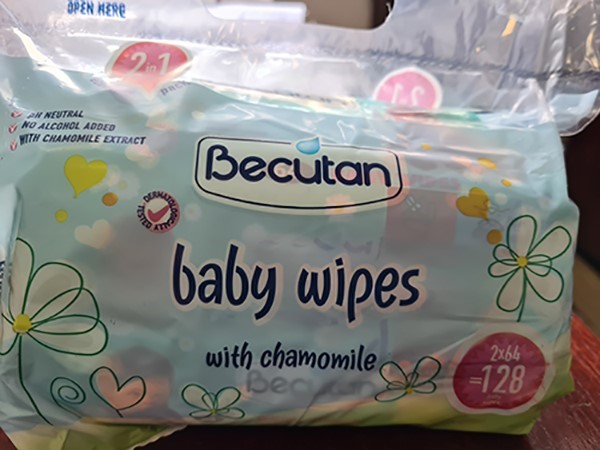 OPEN HERE
2in1
PH NEUTRAL
NO ALCOHOL ADDED
WITH CHAMOMILE EXTRACT
Becutan
DERMATOLOGICALLY TESTED
baby wipes
with chamomile
2x64
=128